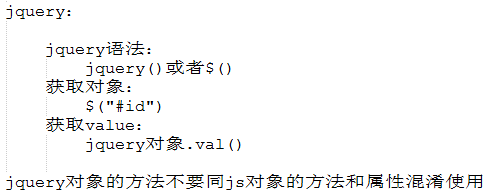 jquery:
jquery语法:
jquery()或者$()
获取对象:
$("#id")
获取value:
jquery对象.val()
jquery对象的方法不要同js对象的方法和属性混淆使用